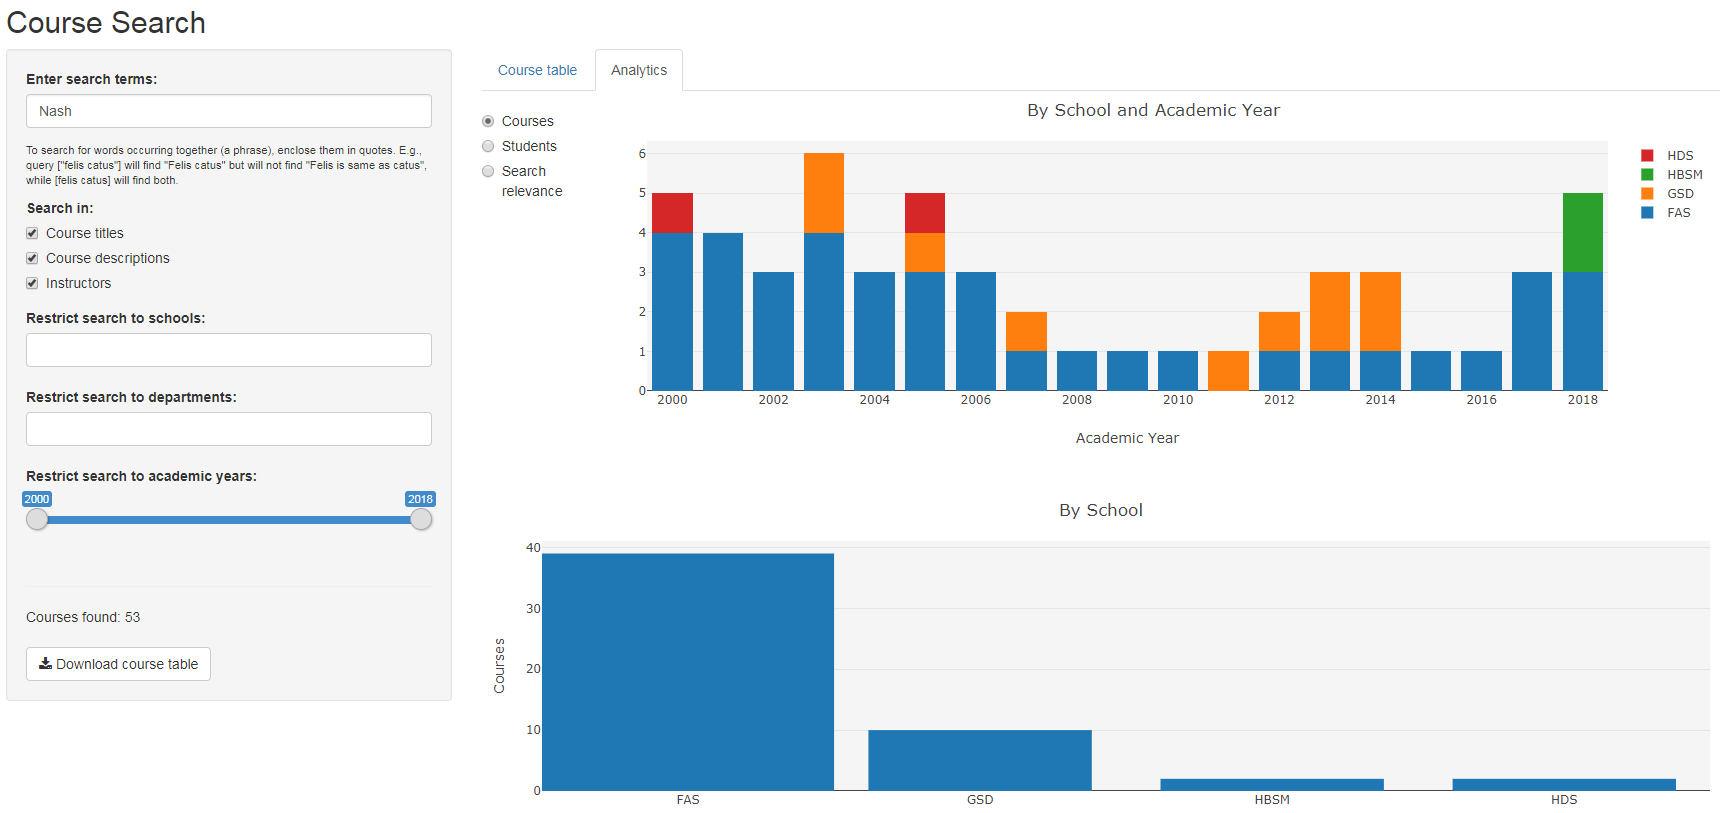 Course Search
Enter search terms:
Nash
To search for words occurring together (a phrase), enclose them in quotes. E.g.,
query ["felis catus"] will find "Felis catus" but will not find "Felis is same as catus",
while [felis catus] will find both.
Search in:
Course titles
Course descriptions
Instructors
Restrict search to schools:
Restrict search to departments:
Restrict search to academic years:
2000 2018
Courses found: 53
Download course table
Course table Analytics
Courses
Students
Search
relevance
By School and Academic Year
6
5
4
3
2
1
0
2000 2002 2004 2006 2008 2010 2012 2014 2016 2018
Academic Year
HDS
HBSM
GSD
FAS
By School
Courses
40
30
20
10
0
FAS GSD HBSM HDS